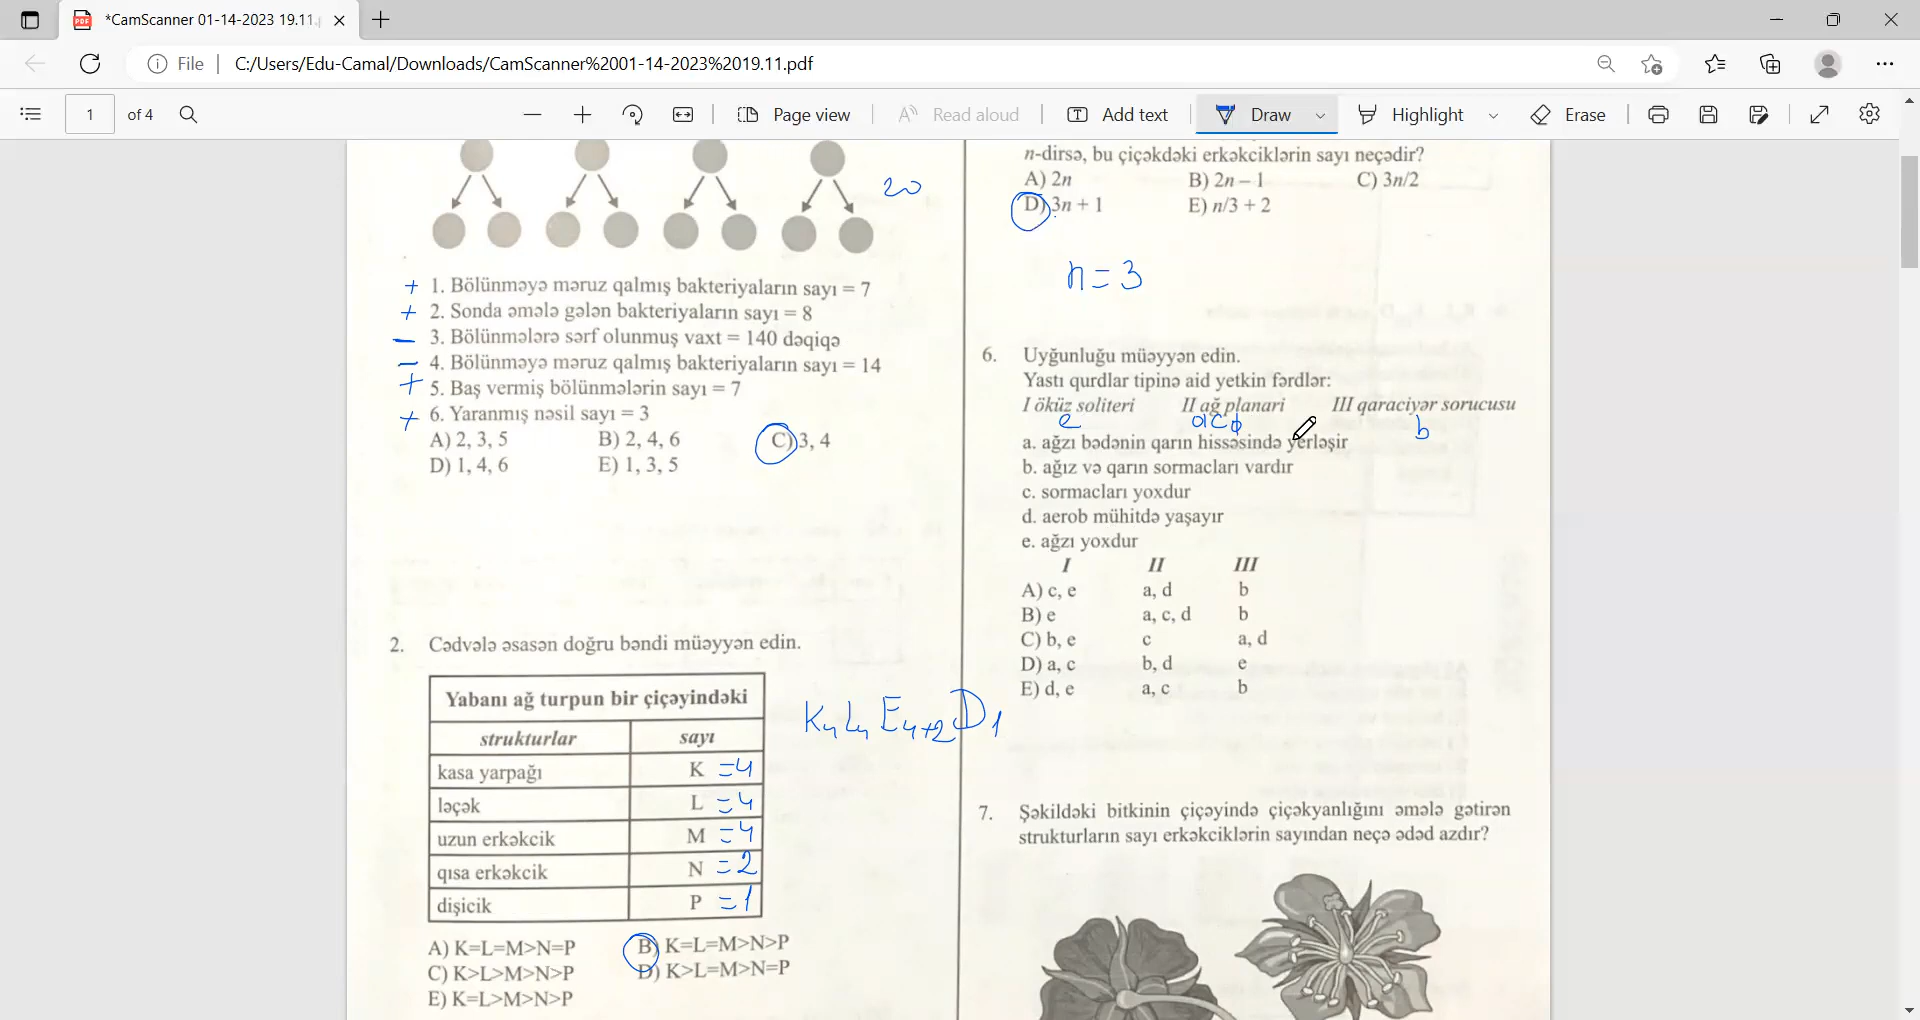 *CamScanner 01-14-2023 19.11.
File
C:/Users/Edu-Camal/Downloads/CamScanner%2001-14-2023%2019.11.pdf
1 of 4
Page view
Read aloud
Add text
Draw
Highlight
Erase
20
+ 1. Bölünməyə məruz qalmış bakteriyaların sayı = 7
+ 2. Sonda əmələ gələn bakteriyaların sayı = 8
– 3. Bölünmələrə sərf olunmuş vaxt = 140 dəqiqə
– 4. Bölünməyə məruz qalmış bakteriyaların sayı = 14
+ 5. Baş vermiş bölünmələrin sayı = 7
+ 6. Yaranmış nəsil sayı = 3
A) 2, 3, 5 B) 2, 4, 6 C) 3, 4
D) 1, 4, 6 E) 1, 3, 5
2. Cədvələ əsasən doğru bəndi müəyyən edin.
Yabanı ağ turpun bir çiçəyindəki
strukturlar sayı
kasa yarpağı K =4
ləçək L =4
uzun erkəkcik M =4
qısa erkəkcik N =2
dişicik P =1
K4 L4 E4+2 D1
A) K=L=M>N=P B) K=L=M>N>P
C) K>L>M>N>P D) K>L=M>N=P
E) K=L>M>N>P
n-dirsə, bu çiçəkdəki erkəkciklərin sayı neçədir?
A) 2n B) 2n – 1 C) 3n/2
D) 3n + 1 E) n/3 + 2
n = 3
6. Uyğunluğu müəyyən edin.
Yastı qurdlar tipinə aid yetkin fərdlər:
I öküz soliteri II ağ planari III qaraciyər sorucusu
e a c d b
a. ağzı bədənin qarın hissəsində yerləşir
b. ağız və qarın sormacları vardır
c. sormacları yoxdur
d. aerob mühitdə yaşayır
e. ağzı yoxdur
I II III
A) c, e a, d b
B) e a, c, d b
C) b, e c a, d
D) a, c b, d e
E) d, e a, c b
7. Şəkildəki bitkinin çiçəyində çiçəkyanlığını əmələ gətirən
strukturların sayı erkəkciklərin sayından neçə ədəd azdır?